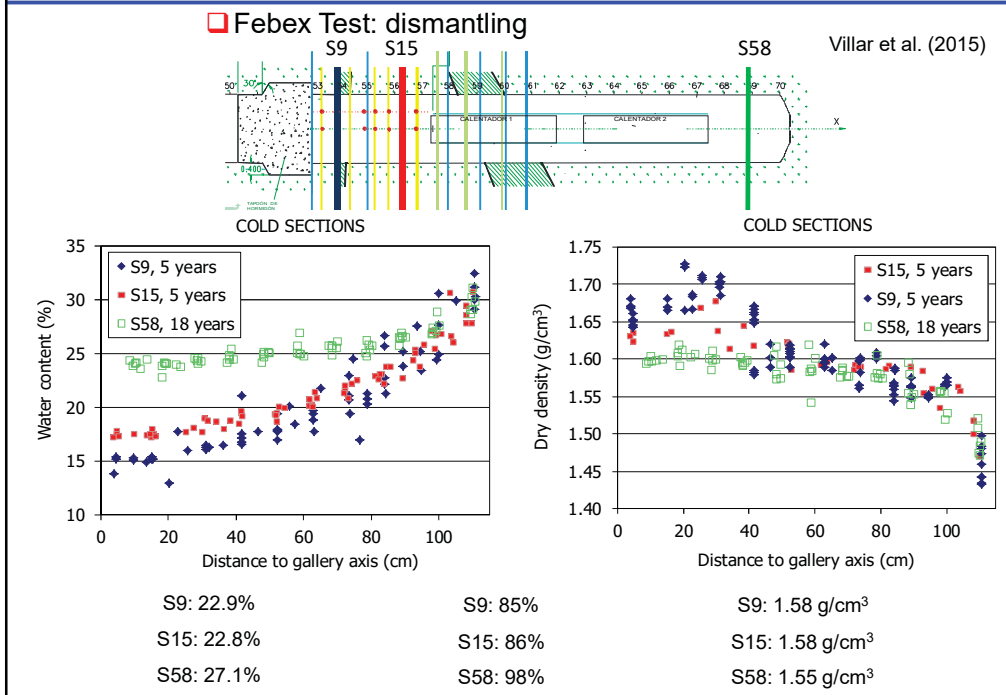 Febex Test: dismantling
S9 S15 S58 Villar et al. (2015)
50' 30' 53 54 55 56 57 58 59 60 61 62 63 64 65 66 67 68 69 70
CALENTADOR 1 CALENTADOR 2 X
0,400
TAPÓN DE
HORMIGÓN
COLD SECTIONS COLD SECTIONS
35
30
25
20
15
10
Water content (%)
S9, 5 years
S15, 5 years
S58, 18 years
0 20 40 60 80 100
Distance to gallery axis (cm)
1.75
1.70
1.65
1.60
1.55
1.50
1.45
1.40
Dry density (g/cm³)
S15, 5 years
S9, 5 years
S58, 18 years
0 20 40 60 80 100
Distance to gallery axis (cm)
S9: 22.9% S9: 85% S9: 1.58 g/cm³
S15: 22.8% S15: 86% S15: 1.58 g/cm³
S58: 27.1% S58: 98% S58: 1.55 g/cm³